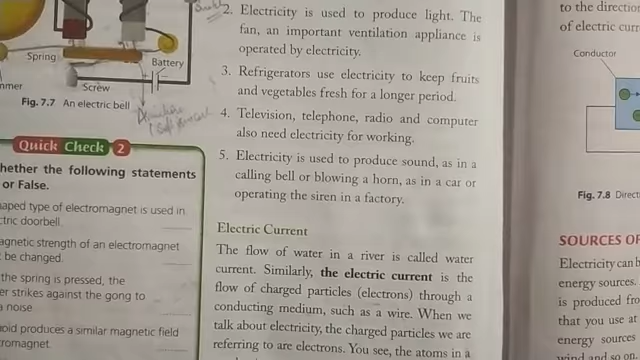 Spring
Battery
Screw
Fig. 7.7 An electric bell
Quick Check 2
hether the following statements
or False.
aped type of electromagnet is used in
ctric doorbell.
agnetic strength of an electromagnet
be changed.
the spring is pressed, the
er strikes against the gong to
a noise
oid produces a similar magnetic field
tromagnet.
2. Electricity is used to produce light. The
fan, an important ventilation appliance is
operated by electricity.
3. Refrigerators use electricity to keep fruits
and vegetables fresh for a longer period.
4. Television, telephone, radio and computer
also need electricity for working.
5. Electricity is used to produce sound, as in a
calling bell or blowing a horn, as in a car or
operating the siren in a factory.
Electric Current
The flow of water in a river is called water
current. Similarly, the electric current is the
flow of charged particles (electrons) through a
conducting medium, such as a wire. When we
talk about electricity, the charged particles we are
referring to are electrons. You see, the atoms in a
to the direction
of electric curr
Conductor
Fig. 7.8 Direct
SOURCES OF
Electricity can b
energy sources.
is produced fro
that you use at
energy sources
wind and so on.